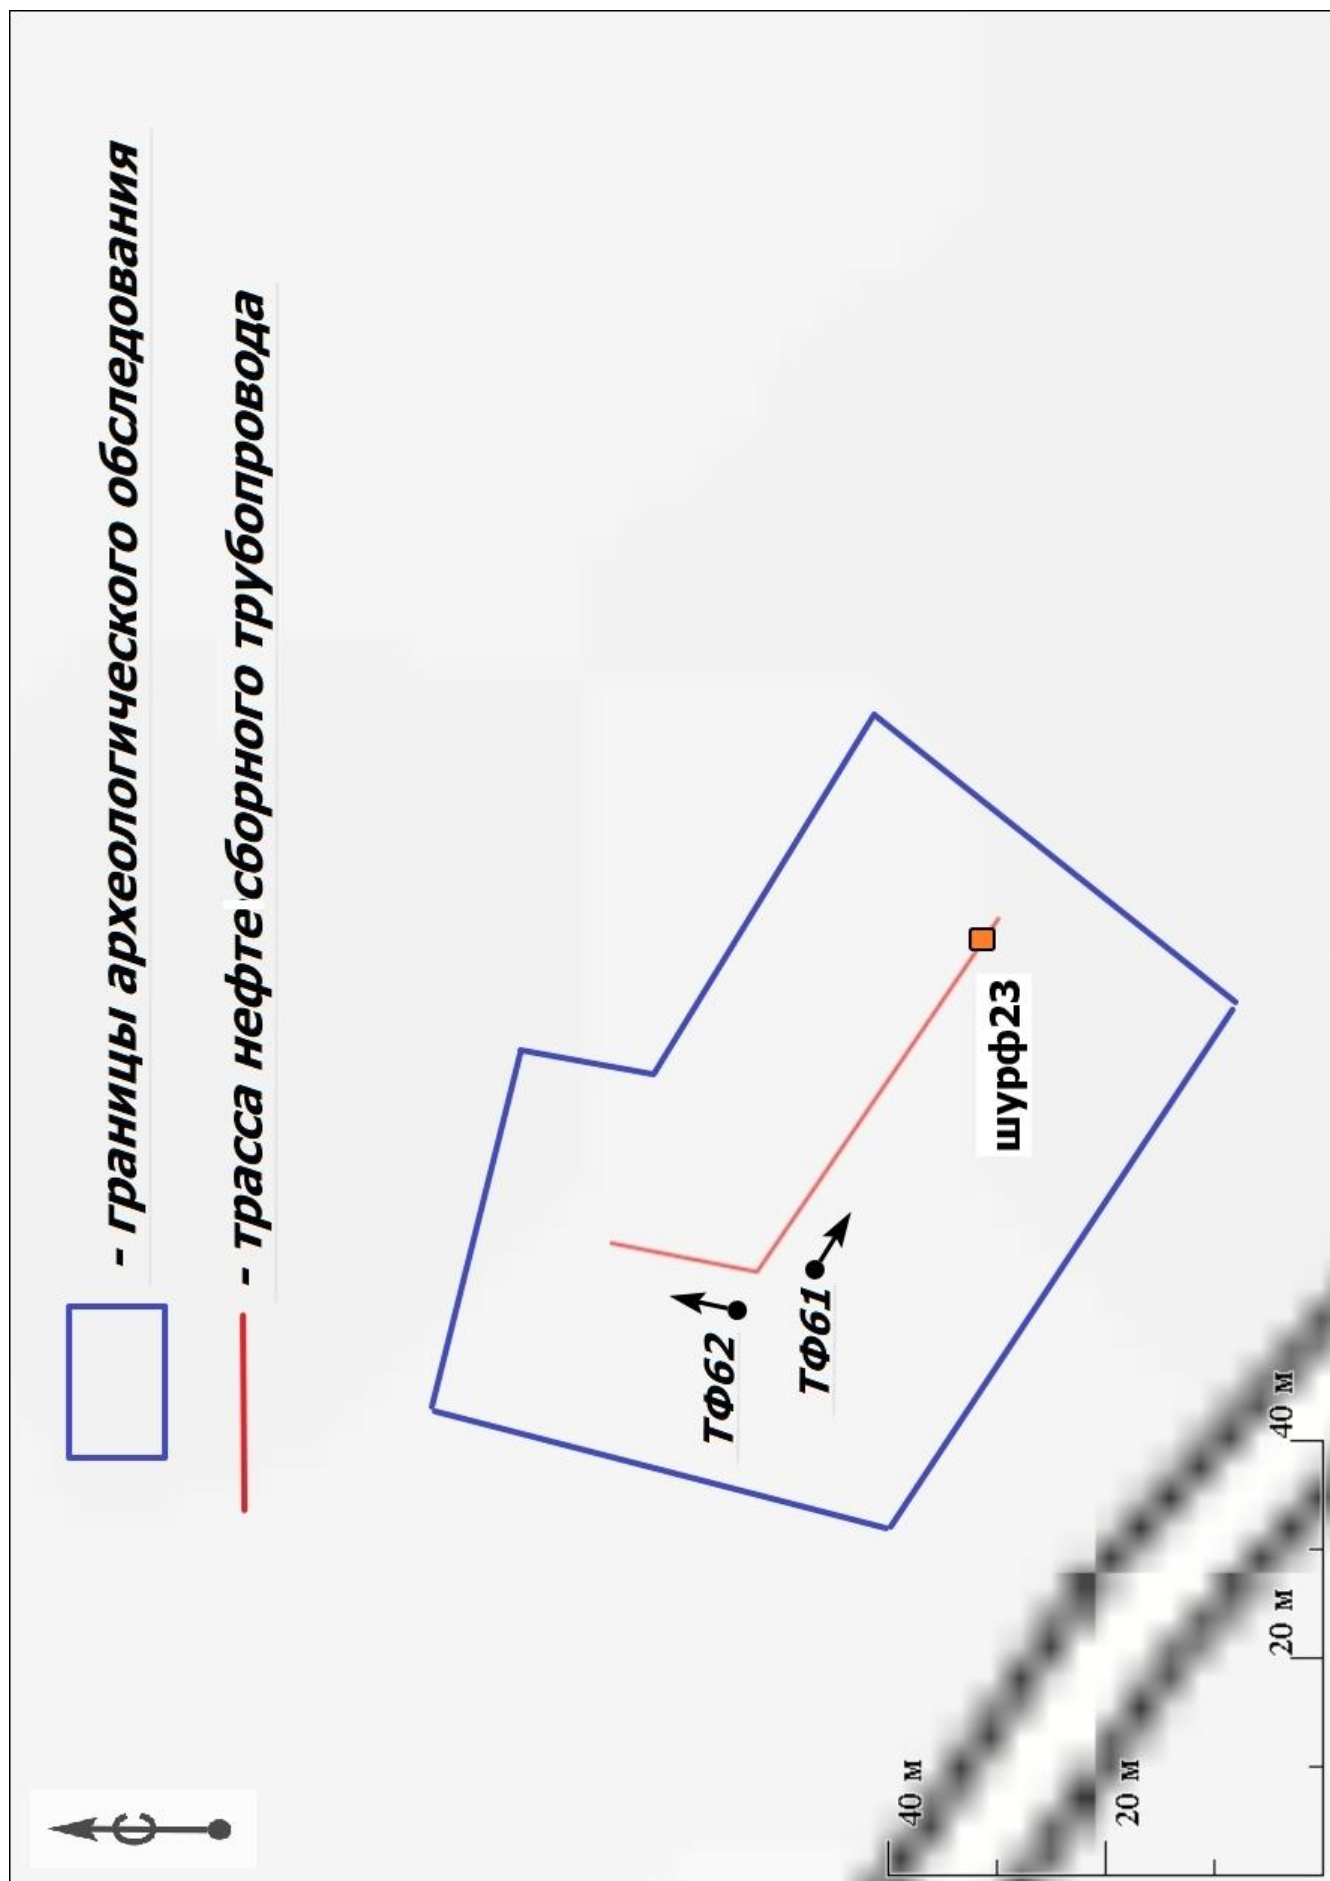 - границы археологического обследования
- трасса нефтесборного трубопровода
С
ТФ62
ТФ61
шурф23
40 м
20 м
20 м
40 м